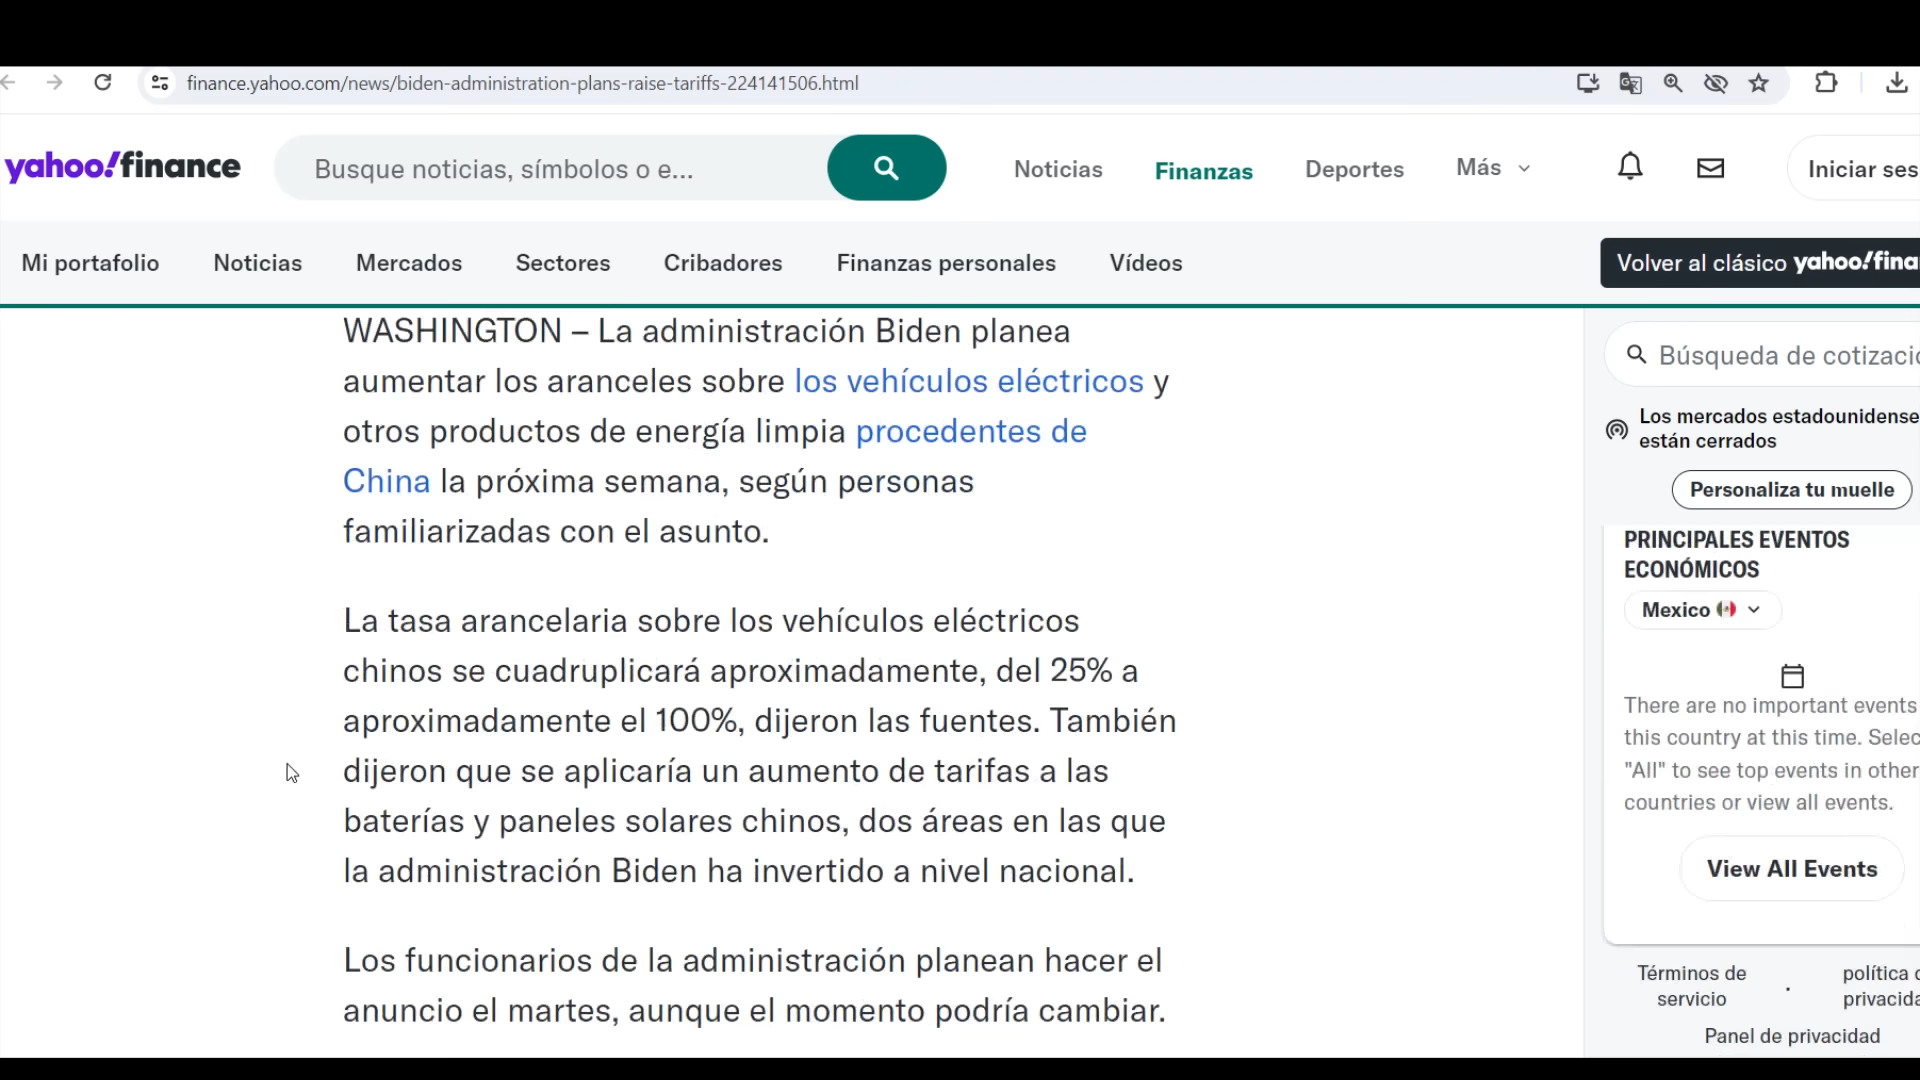 finance.yahoo.com/news/biden-administration-plans-raise-tariffs-224141506.html
yahoo!finance
Busque noticias, símbolos o e...
Noticias
Finanzas
Deportes
Más
Iniciar ses
Mi portafolio
Noticias
Mercados
Sectores
Cribadores
Finanzas personales
Vídeos
Volver al clásico yahoo!fina
WASHINGTON – La administración Biden planea
aumentar los aranceles sobre los vehículos eléctricos y
otros productos de energía limpia procedentes de
China la próxima semana, según personas
familiarizadas con el asunto.
La tasa arancelaria sobre los vehículos eléctricos
chinos se cuadruplicará aproximadamente, del 25% a
aproximadamente el 100%, dijeron las fuentes. También
dijeron que se aplicaría un aumento de tarifas a las
baterías y paneles solares chinos, dos áreas en las que
la administración Biden ha invertido a nivel nacional.
Los funcionarios de la administración planean hacer el
anuncio el martes, aunque el momento podría cambiar.
Búsqueda de cotizació
Los mercados estadounidense
están cerrados
Personaliza tu muelle
PRINCIPALES EVENTOS
ECONÓMICOS
Mexico
There are no important events
this country at this time. Selec
"All" to see top events in other
countries or view all events.
View All Events
Términos de
servicio
·
política d
privacida
Panel de privacidad